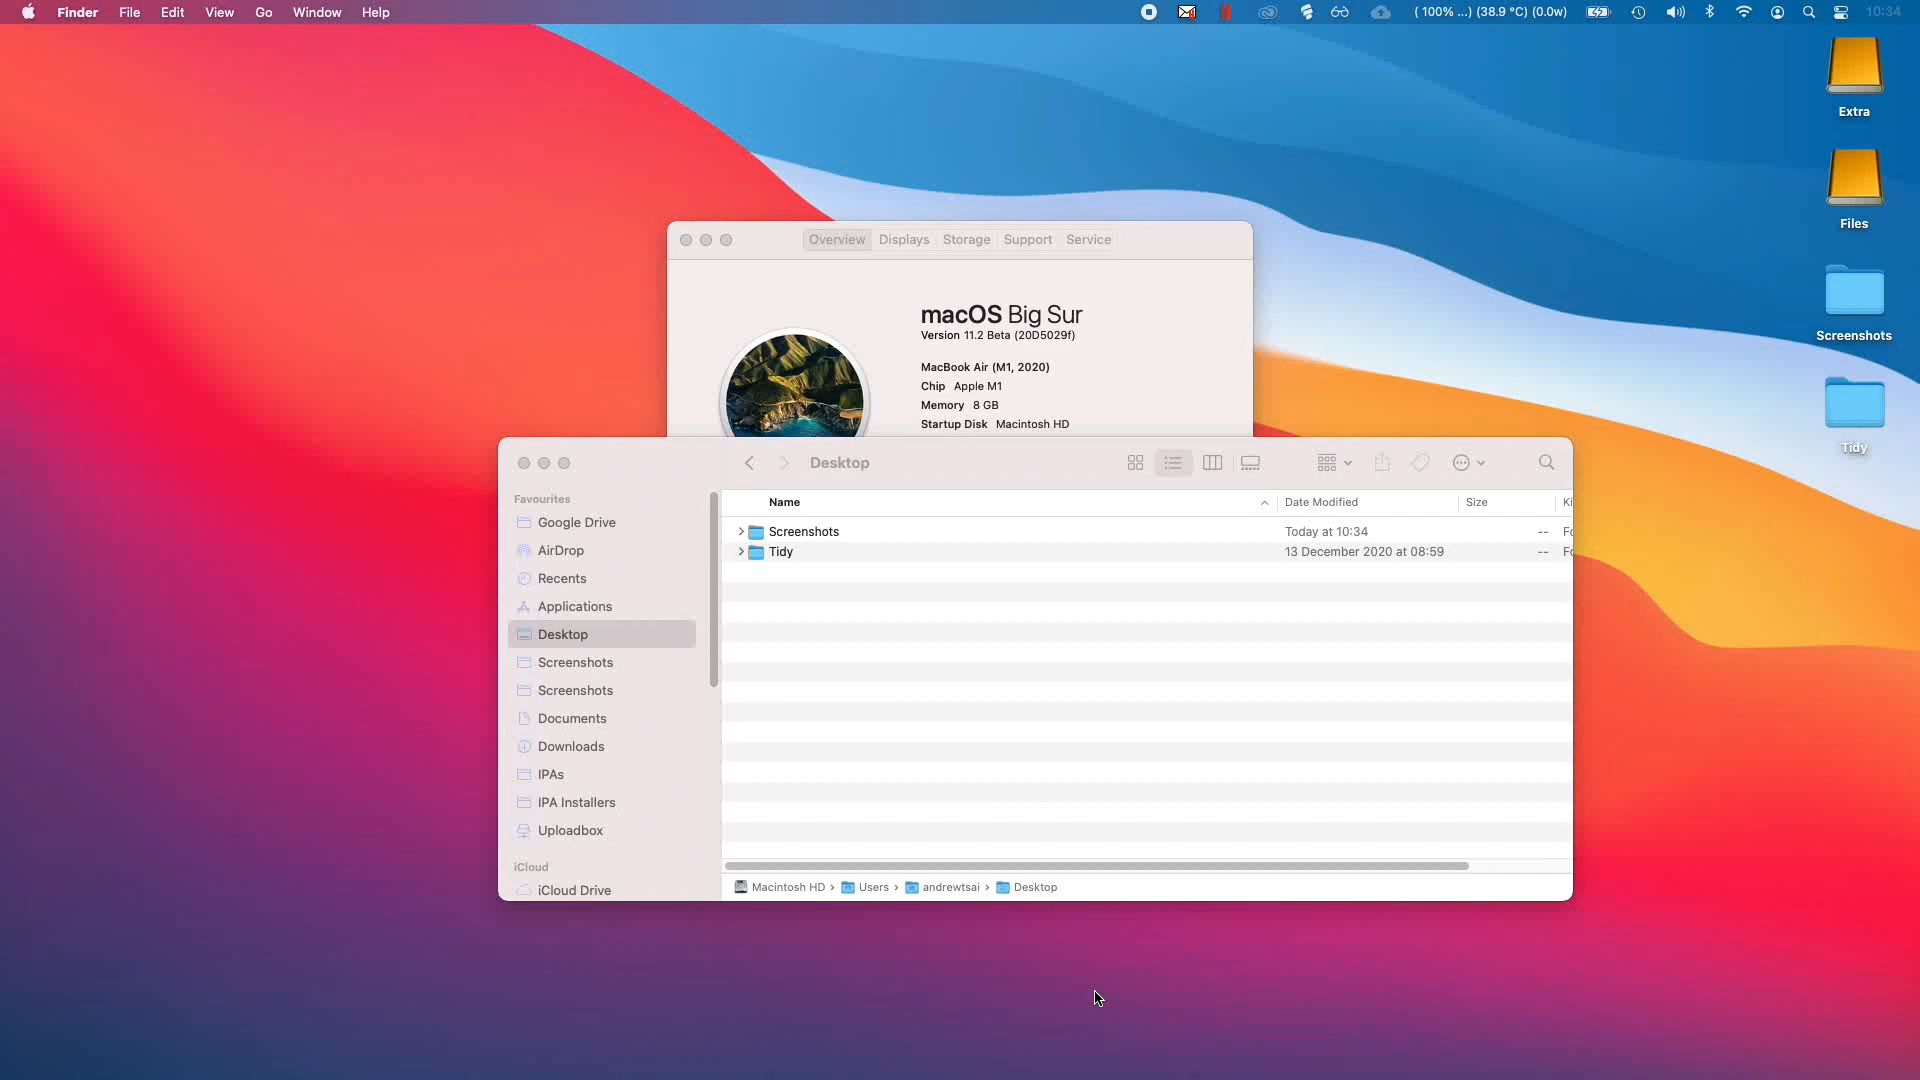 Finder File Edit View Go Window Help
( 100% ...) (38.9 °C) (0.0w) 10:34
Extra
Files
Screenshots
Tidy
Overview Displays Storage Support Service
macOS Big Sur
Version 11.2 Beta (20D5029f)
MacBook Air (M1, 2020)
Chip Apple M1
Memory 8 GB
Startup Disk Macintosh HD
Desktop
Favourites
Google Drive
AirDrop
Recents
Applications
Desktop
Screenshots
Screenshots
Documents
Downloads
IPAs
IPA Installers
Uploadbox
iCloud
iCloud Drive
Name Date Modified Size Ki
Screenshots Today at 10:34 -- Fo
Tidy 13 December 2020 at 08:59 -- Fo
Macintosh HD › Users › andrewtsai › Desktop